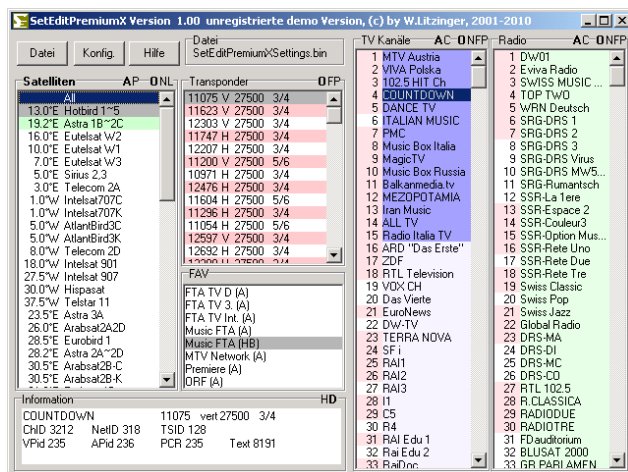 SetEditPremiumX Version 1.00 unregistrierte demo Version, (c) by W.Litzinger, 2001-2010
Datei
Konfig.
Hilfe
Datei
SetEditPremiumXSettings.bin
Satelliten AP ONL
All
13.0°E Hotbird 1~5
19.2°E Astra 1B~2C
16.0°E Eutelsat W2
10.0°E Eutelsat W1
7.0°E Eutelsat W3
5.0°E Sirius 2,3
3.0°E Telecom 2A
1.0°W Intelsat707C
1.0°W Intelsat707K
5.0°W AtlantBird3C
5.0°W AtlantBird3K
8.0°W Telecom 2D
18.0°W Intelsat 901
27.5°W Intelsat 907
30.0°W Hispasat
37.5°W Telstar 11
23.5°E Astra 3A
26.0°E Arabsat2A2D
28.5°E Eurobird 1
28.2°E Astra 2A~2D
30.5°E Arabsat2B-C
30.5°E Arabsat2B-K
Transponder OFP
11075 V 27500 3/4
11623 V 27500 3/4
12303 V 27500 3/4
11747 H 27500 3/4
12207 H 27500 3/4
11200 V 27500 5/6
10971 H 27500 3/4
12476 H 27500 3/4
11604 H 27500 5/6
11296 H 27500 3/4
11054 H 27500 5/6
12597 V 27500 3/4
12692 H 27500 3/4
12200 H 27500 3/4
FAV
FTA TV D (A)
FTA TV 3. (A)
FTA TV Int. (A)
Music FTA (A)
Music FTA (HB)
MTV Network (A)
Premiere (A)
ORF (A)
Information HD
COUNTDOWN 11075 vert 27500 3/4
ChID 3212 NetID 318 TSID 128
VPid 235 APid 236 PCR 235 Text 8191
TV Kanäle AC ONFP
1 MTV Austria
2 VIVA Polska
3 102.5 HIT Ch
4 COUNTDOWN
5 DANCE TV
6 ITALIAN MUSIC
7 PMC
8 Music Box Italia
9 MagicTV
10 Music Box Russia
11 Balkanmedia.tv
12 MEZOPOTAMIA
13 Iran Music
14 ALL TV
15 Radio Italia TV
16 ARD "Das Erste"
17 ZDF
18 RTL Television
19 VOX CH
20 Das Vierte
21 EuroNews
22 DW-TV
23 TERRA NOVA
24 SF i
25 RAI1
26 RAI2
27 RAI3
28 I1
29 C5
30 R4
31 RAI Edu 1
32 Rai Edu 2
33 RaiDoc
Radio AC ONFP
1 DW01
2 Eviva Radio
3 SWISS MUSIC ...
4 TOP TWO
5 WRN Deutsch
6 SRG-DRS 1
7 SRG-DRS 2
8 SRG-DRS 3
9 SRG-DRS Virus
10 SRG-DRS MW5...
11 SRG-Rumantsch
12 SSR-La 1ere
13 SSR-Espace 2
14 SSR-Couleur3
15 SSR-Option Mus...
16 SSR-Rete Uno
17 SSR-Rete Due
18 SSR-Rete Tre
19 Swiss Classic
20 Swiss Pop
21 Swiss Jazz
22 Global Radio
23 DRS-MA
24 DRS-DI
25 DRS-MC
26 DRS-CO
27 RTL 102.5
28 R.CLASSICA
29 RADIODUE
30 RADIOTRE
31 FD auditorium
32 BLUSAT 2000
33 GR PARLAMEN